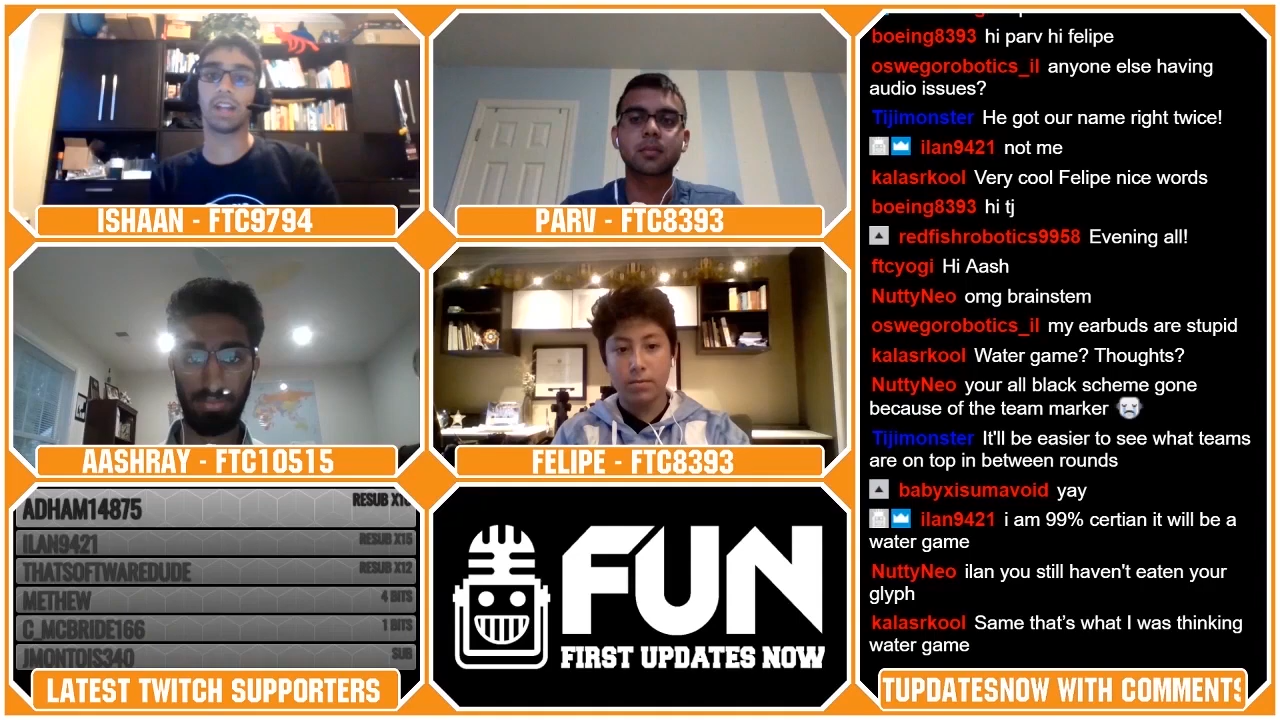 ISHAAN - FTC9794
PARV - FTC8393
AASHRAY - FTC10515
FELIPE - FTC8393
ADHAM14875
ILAN9421 RESUB X15
THATSOFTWAREDUDE RESUB X12
METHEW 4 BITS
C_MCBRIDE166 1 BITS
JMONTOIS340 SUB
LATEST TWITCH SUPPORTERS
FUN
FIRST UPDATES NOW
boeing8393 hi parv hi felipe
oswegorobotics_il anyone else having
audio issues?
Tijimonster He got our name right twice!
ilan9421 not me
kalasrkool Very cool Felipe nice words
boeing8393 hi tj
redfishrobotics9958 Evening all!
ftcyogi Hi Aash
NuttyNeo omg brainstem
oswegorobotics_il my earbuds are stupid
kalasrkool Water game? Thoughts?
NuttyNeo your all black scheme gone
because of the team marker
Tijimonster It'll be easier to see what teams
are on top in between rounds
babyxisumavoid yay
ilan9421 i am 99% certian it will be a
water game
NuttyNeo ilan you still haven't eaten your
glyph
kalasrkool Same that's what I was thinking
water game
TUPDATESNOW WITH COMMENTS